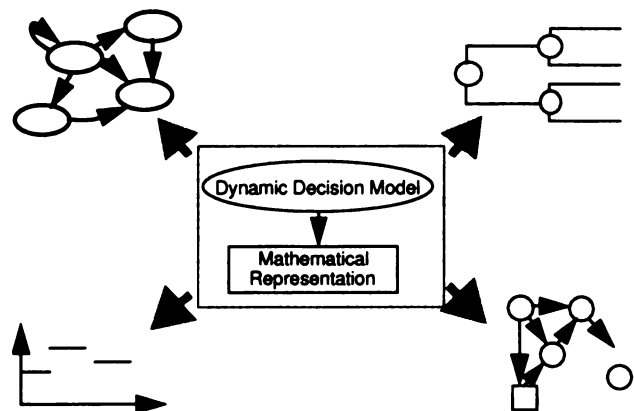 Dynamic Decision Model
Mathematical
Representation